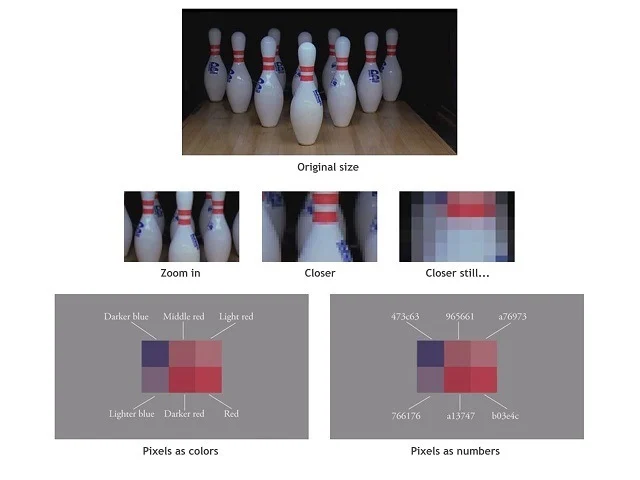 Original size
Zoom in
Closer
Closer still...
Darker blue Middle red Light red
Lighter blue Darker red Red
Pixels as colors
473c63 965661 a76973
766176 a13747 b03e4c
Pixels as numbers